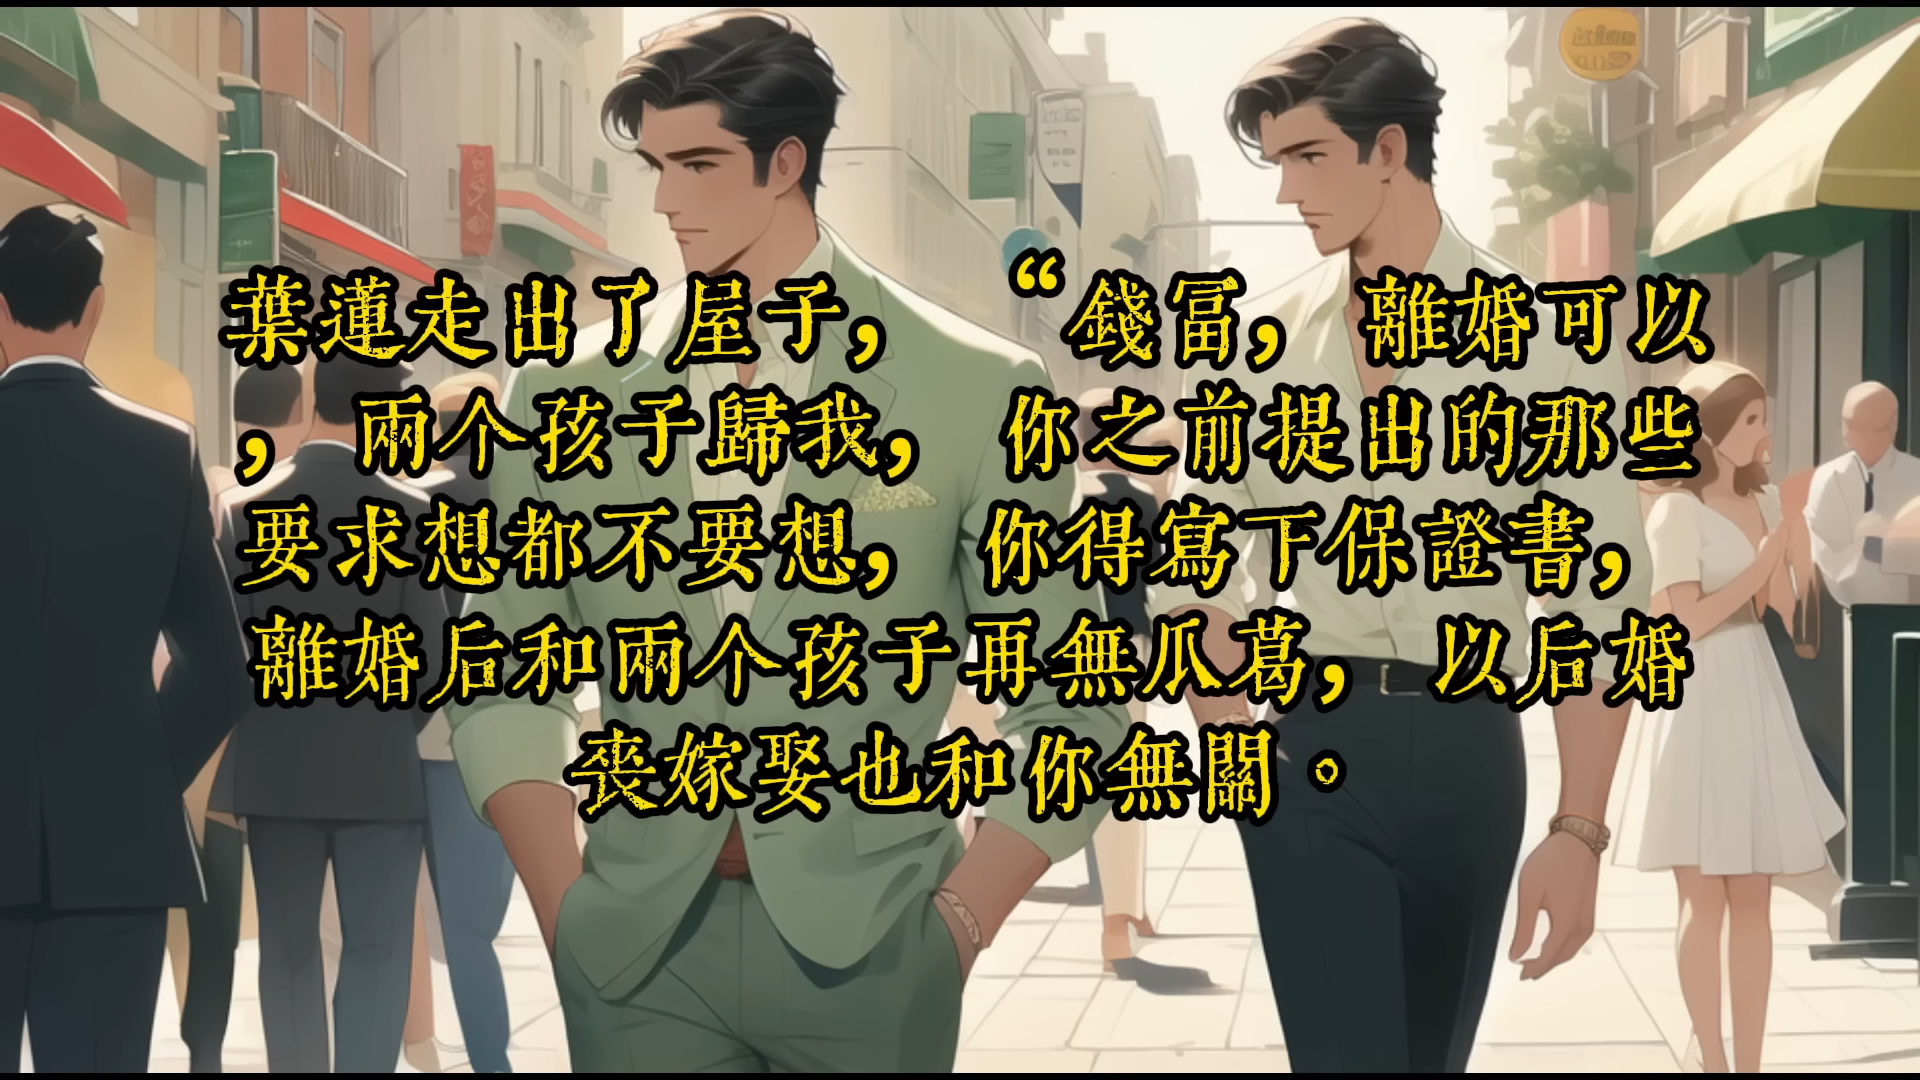 葉蓮走出了屋子,“錢冨,離婚可以
,兩个孩子歸我,你之前提出的那些
要求想都不要想,你得寫下保證書,
離婚后和兩个孩子再無瓜葛,以后婚
喪嫁娶也和你無關。